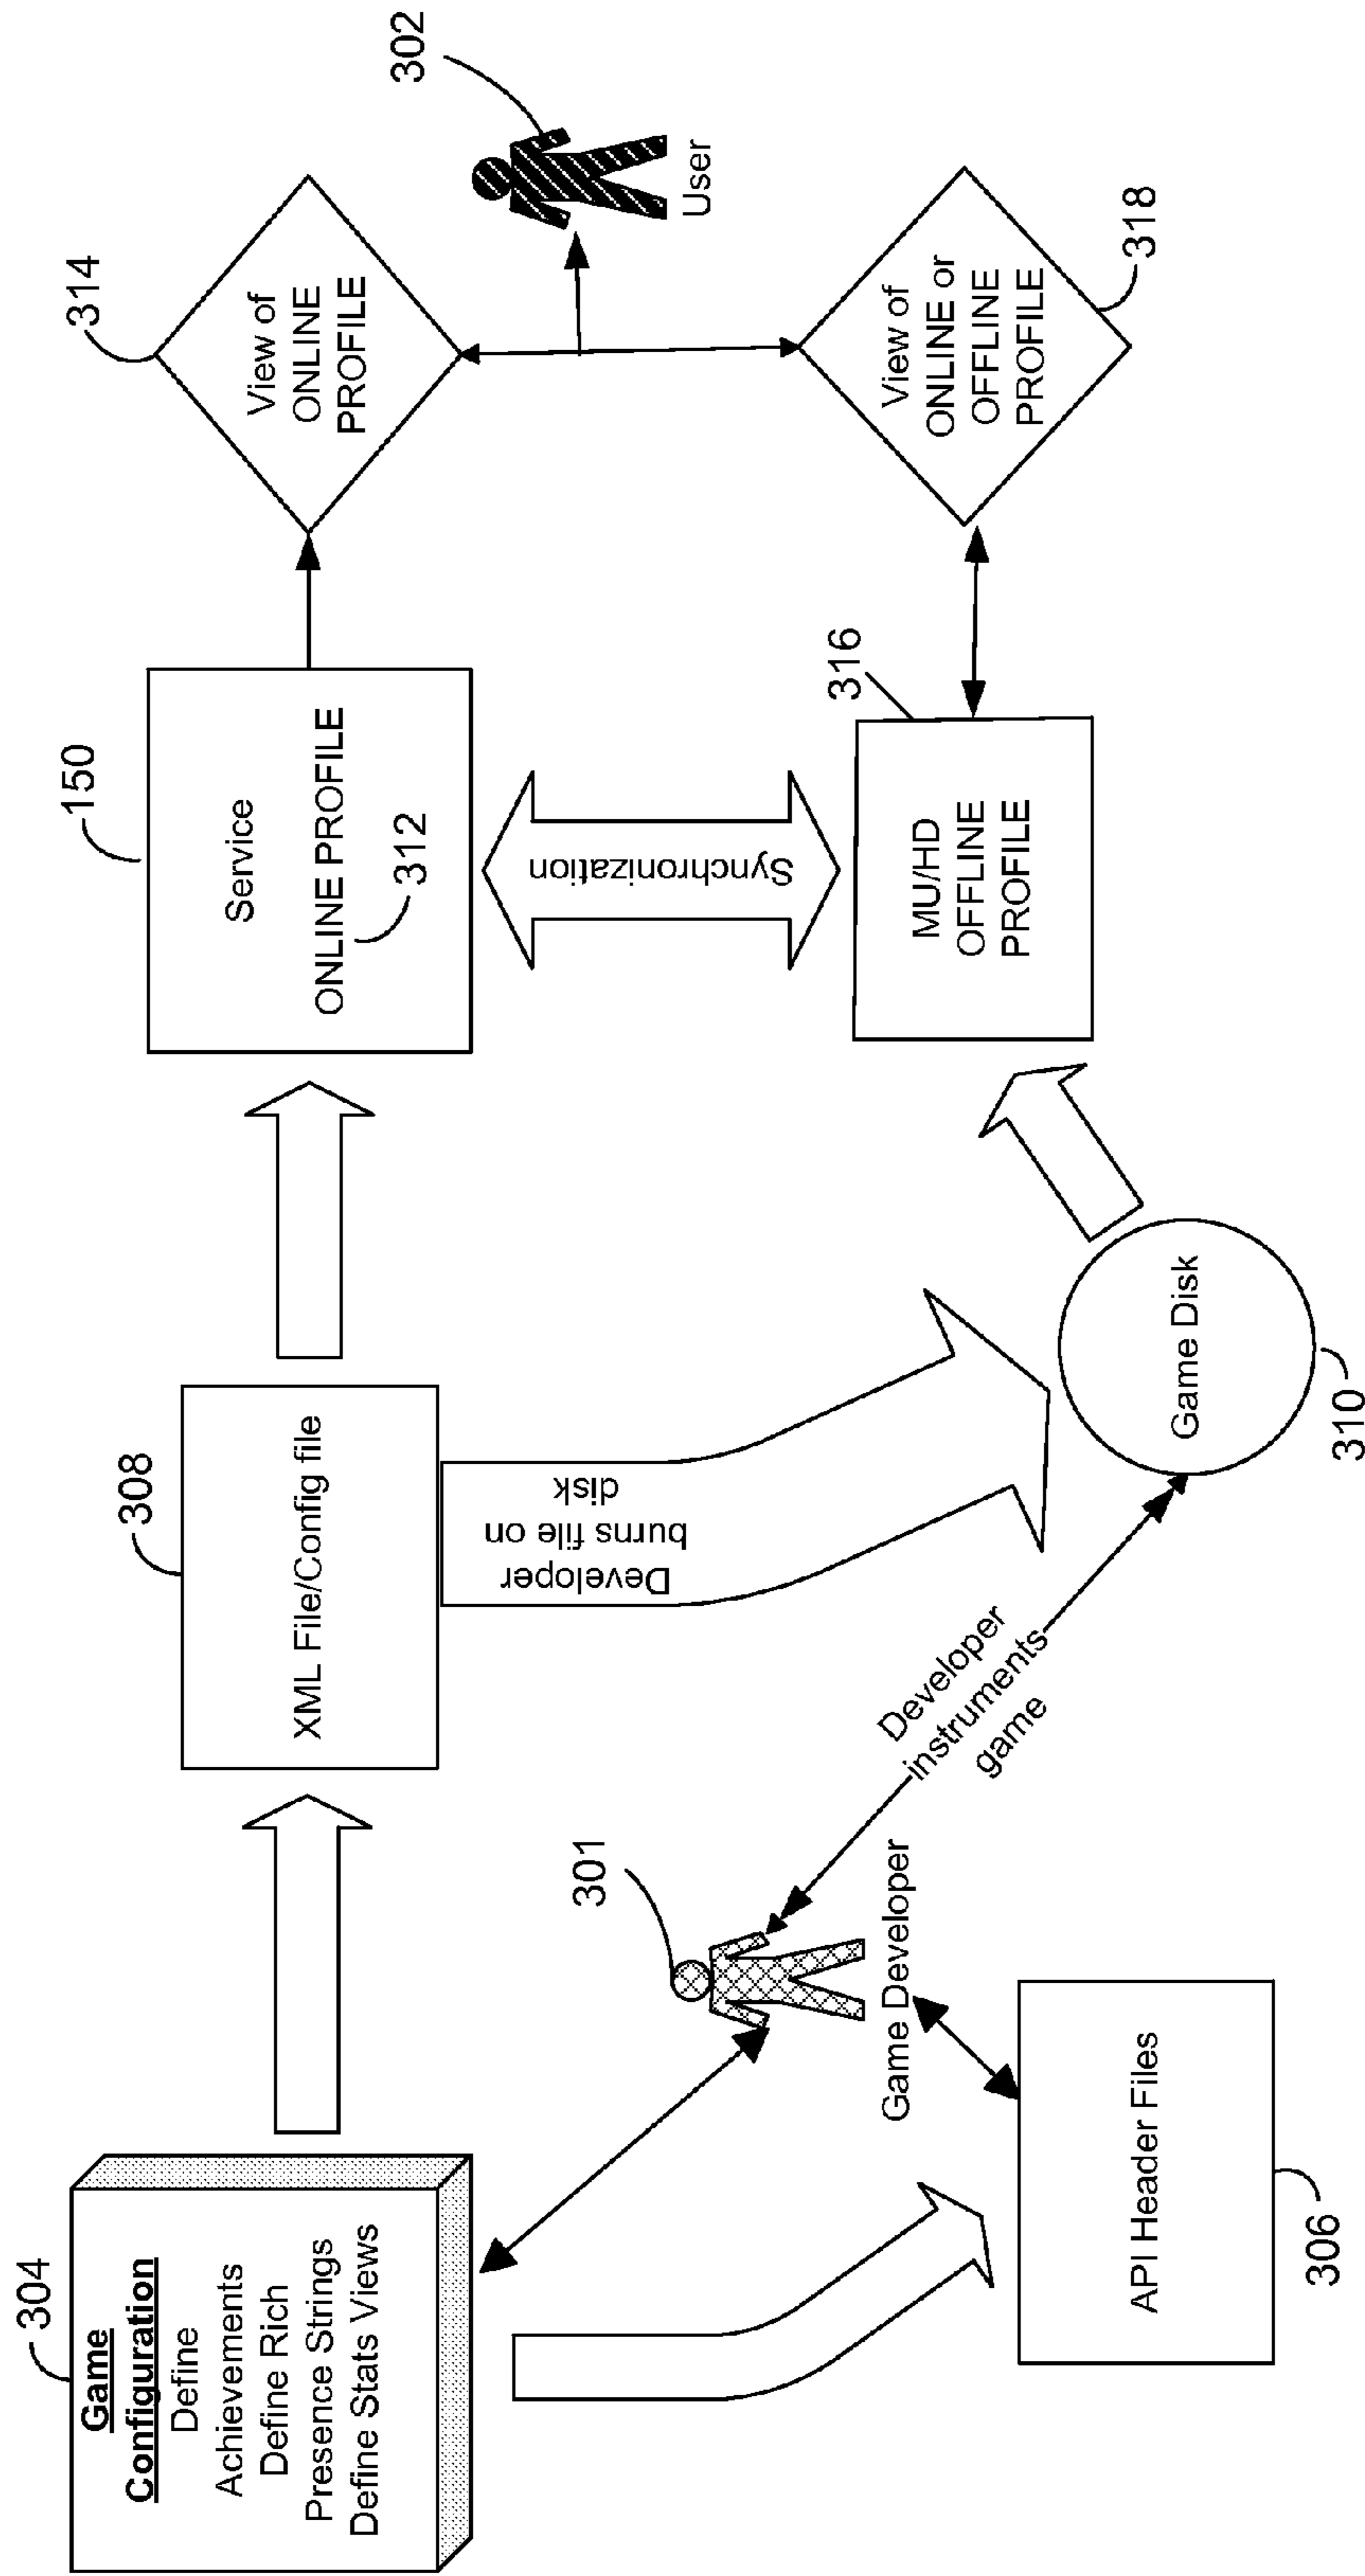 304
Game
Configuration
Define
Achievements
Define Rich
Presence Strings
Define Stats Views
308
XML File/Config file
150
Service
ONLINE PROFILE
312
314
View of
ONLINE
PROFILE
302
User
Developer
burns file on
disk
Synchronization
301
Game Developer
Developer
instruments
game
306
API Header Files
310
Game Disk
316
MU/HD
OFFLINE
PROFILE
318
View of
ONLINE or
OFFLINE
PROFILE